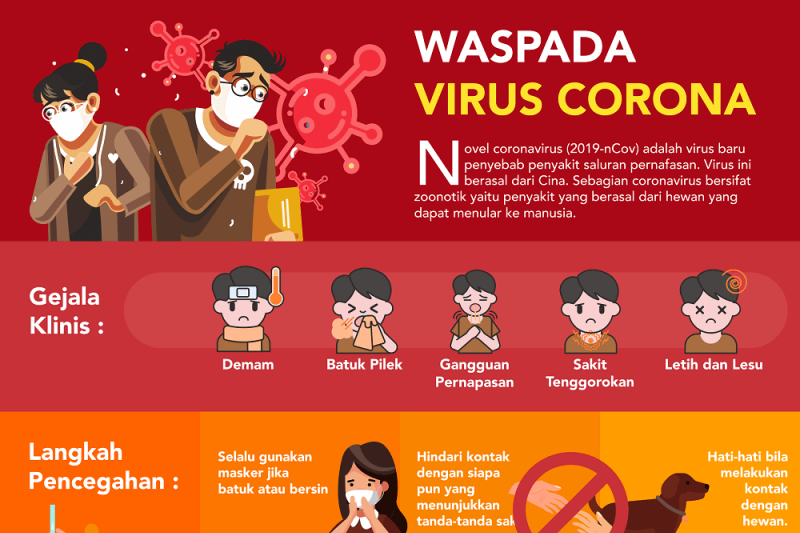 WASPADA
VIRUS CORONA
Novel coronavirus (2019-nCov) adalah virus baru
penyebab penyakit saluran pernafasan. Virus ini
berasal dari Cina. Sebagian coronavirus bersifat
zoonotik yaitu penyakit yang berasal dari hewan yang
dapat menular ke manusia.
Gejala
Klinis :
Demam
Batuk Pilek
Gangguan
Pernapasan
Sakit
Tenggorokan
Letih dan Lesu
Langkah
Pencegahan :
Selalu gunakan
masker jika
batuk atau bersin
Hindari kontak
dengan siapa
pun yang
menunjukkan
tanda-tanda
Hati-hati bila
melakukan
kontak
dengan
hewan.